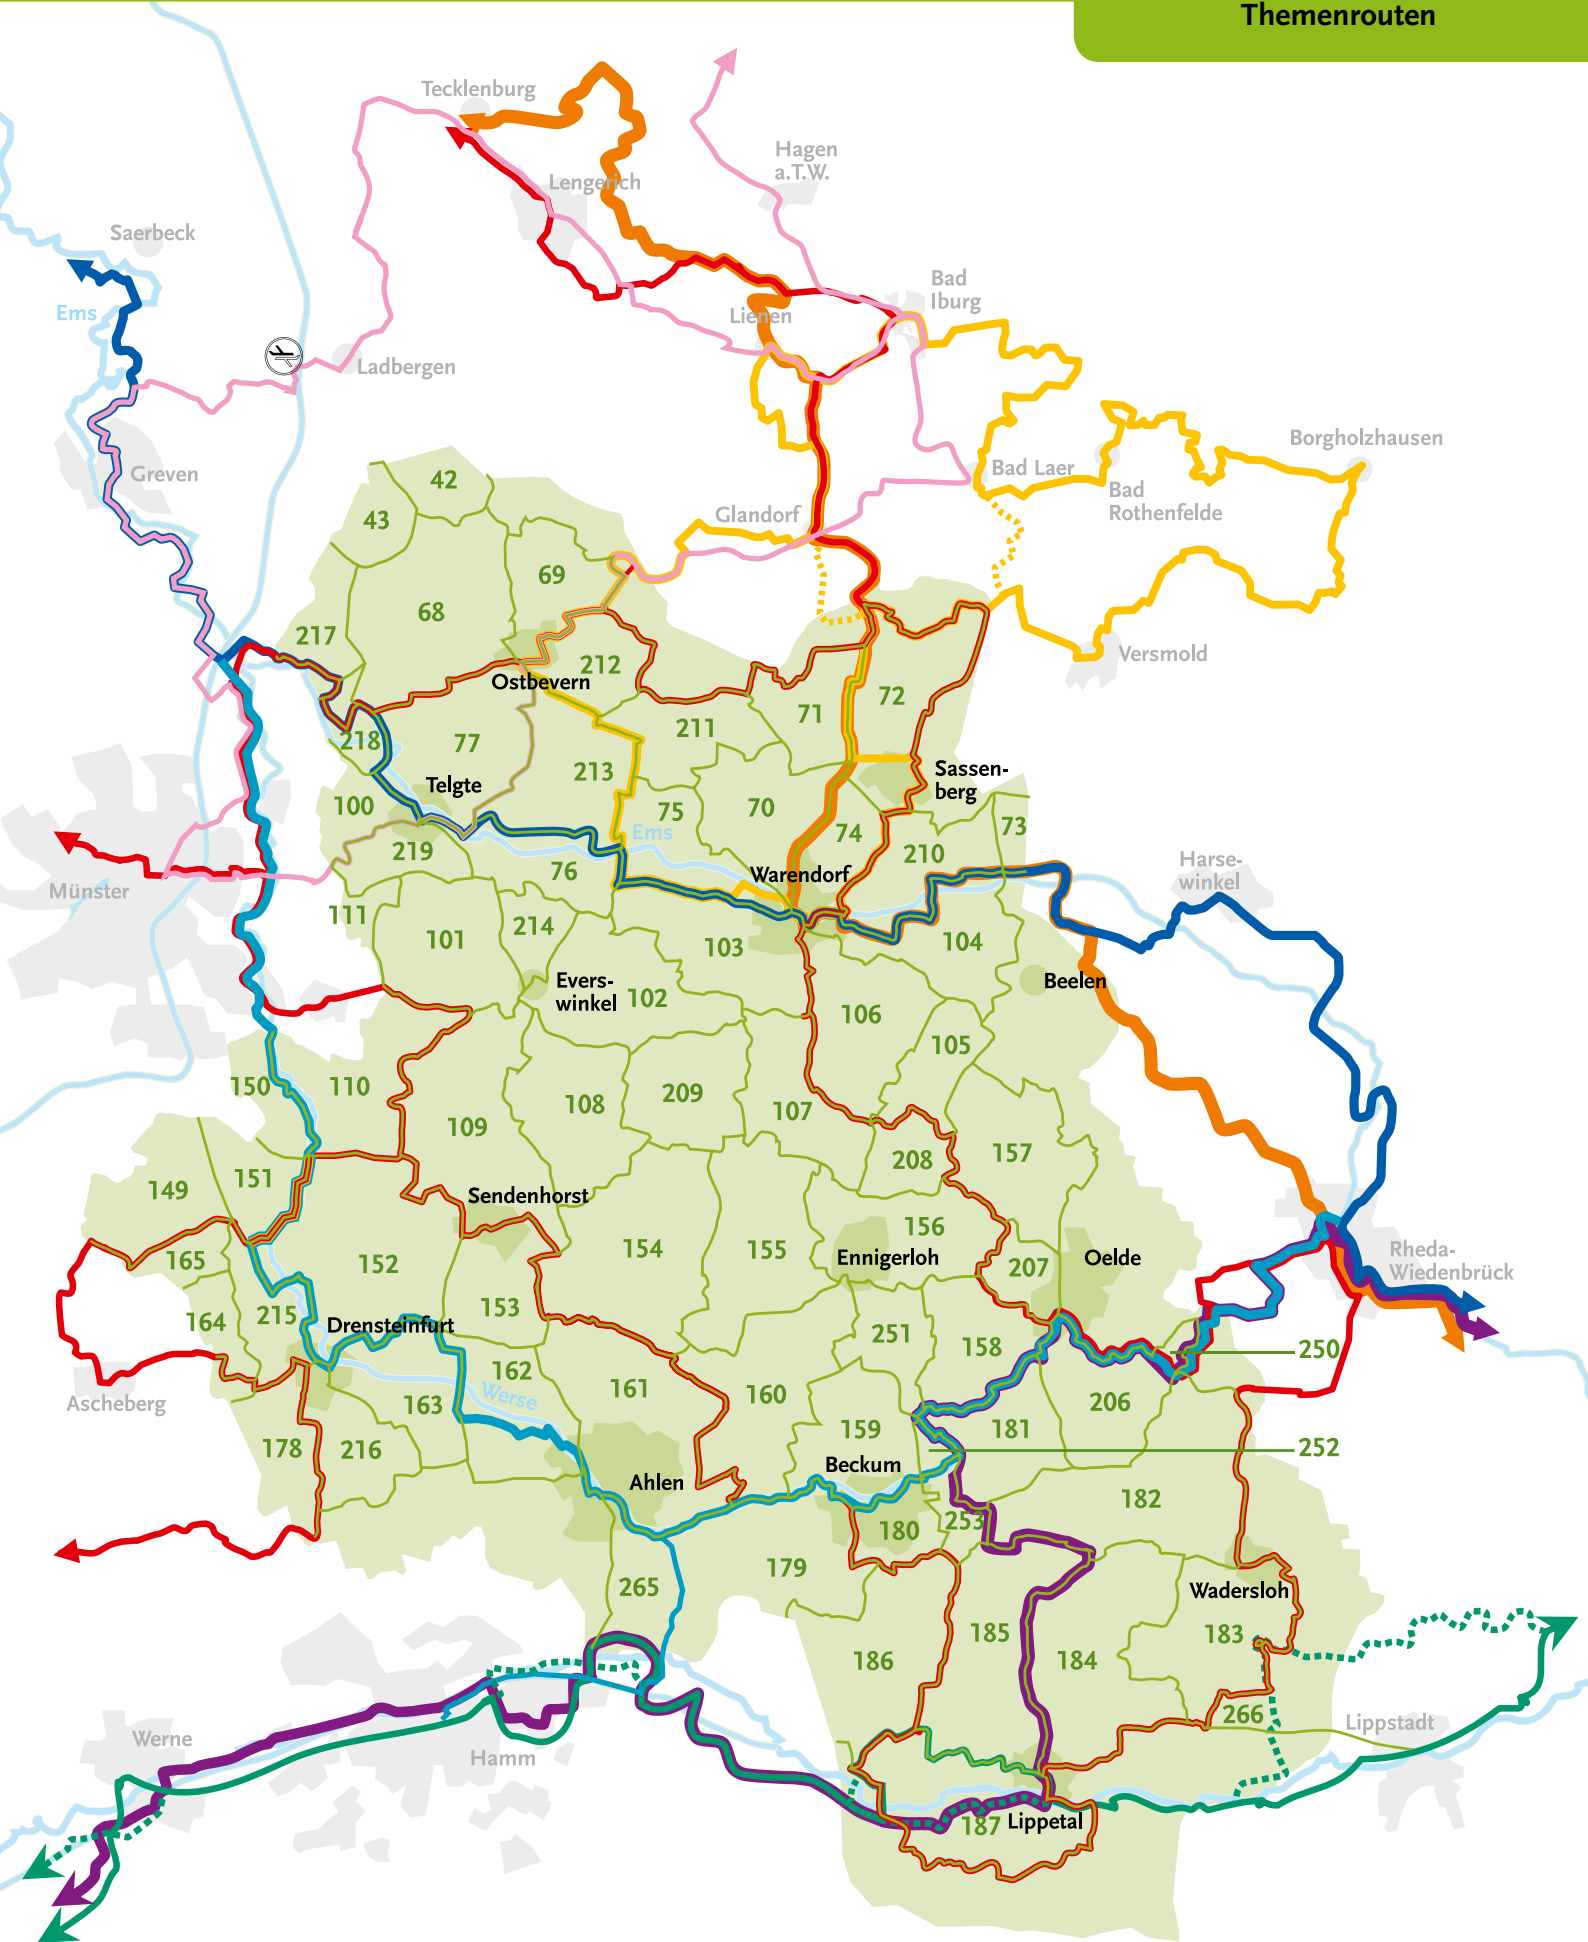 Themenrouten
Tecklenburg
Hagen
a.T.W.
Lengerich
Saerbeck
Bad
Iburg
Ems
Lienen
Ladbergen
Borgholzhausen
Greven
Bad Laer
42
Bad
Rothenfelde
43
Glandorf
69
68
217
Versmold
212
Ostbevern
72
71
211
218
77
213
Sassen-
berg
Telgte
100
75
70
73
Ems
74
219
210
Harse-
winkel
76
Warendorf
Münster
111
214
101
103
104
Evers-
winkel
102
Beelen
106
105
150
110
209
108
107
109
157
208
151
149
Sendenhorst
156
154
155
Rheda-
Wiedenbrück
165
152
Ennigerloh
207
Oelde
153
164
215
Drensteinfurt
251
158
250
162
161
160
Werse
Ascheberg
163
206
159
181
178
216
252
Beckum
Ahlen
182
253
180
179
265
Wadersloh
185
183
186
184
266
Lippstadt
Werne
Hamm
187
Lippetal